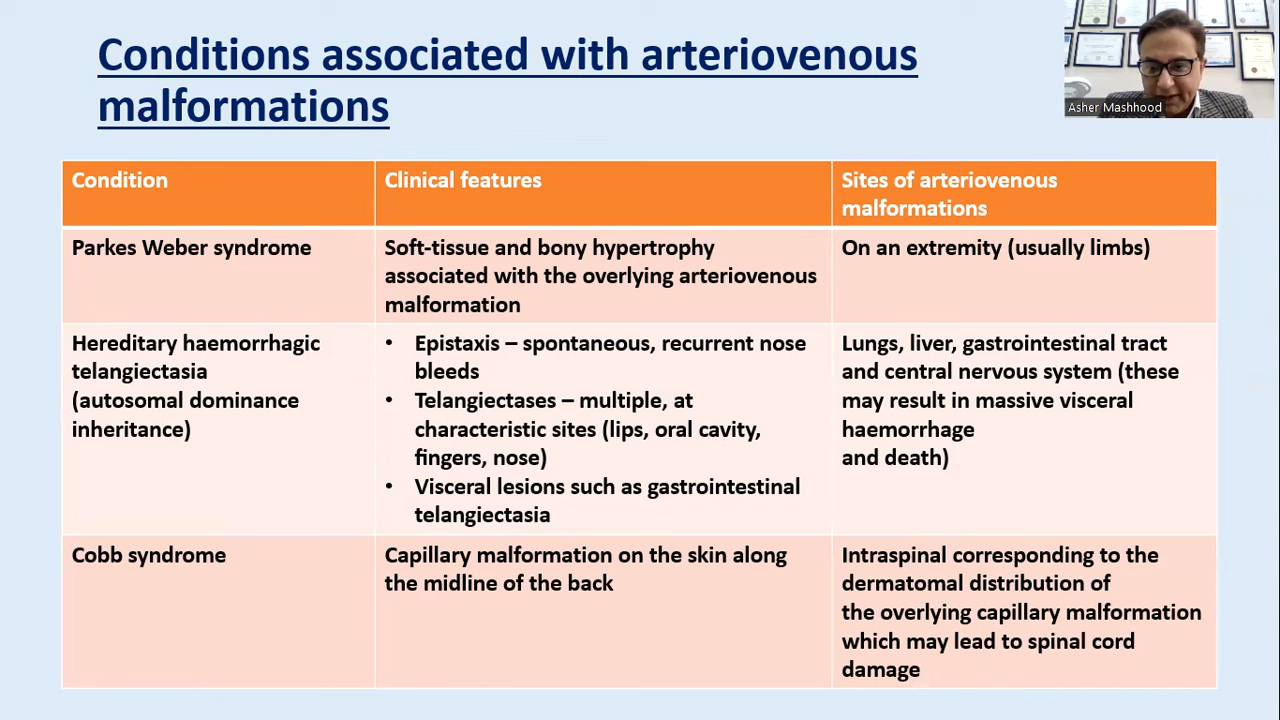 Conditions associated with arteriovenous
malformations
Asher Mashhood
Condition
Clinical features
Sites of arteriovenous
malformations
Parkes Weber syndrome
Soft-tissue and bony hypertrophy
associated with the overlying arteriovenous
malformation
On an extremity (usually limbs)
Hereditary haemorrhagic
telangiectasia
(autosomal dominance
inheritance)
• Epistaxis – spontaneous, recurrent nose
bleeds
• Telangiectases – multiple, at
characteristic sites (lips, oral cavity,
fingers, nose)
• Visceral lesions such as gastrointestinal
telangiectasia
Lungs, liver, gastrointestinal tract
and central nervous system (these
may result in massive visceral
haemorrhage
and death)
Cobb syndrome
Capillary malformation on the skin along
the midline of the back
Intraspinal corresponding to the
dermatomal distribution of
the overlying capillary malformation
which may lead to spinal cord
damage